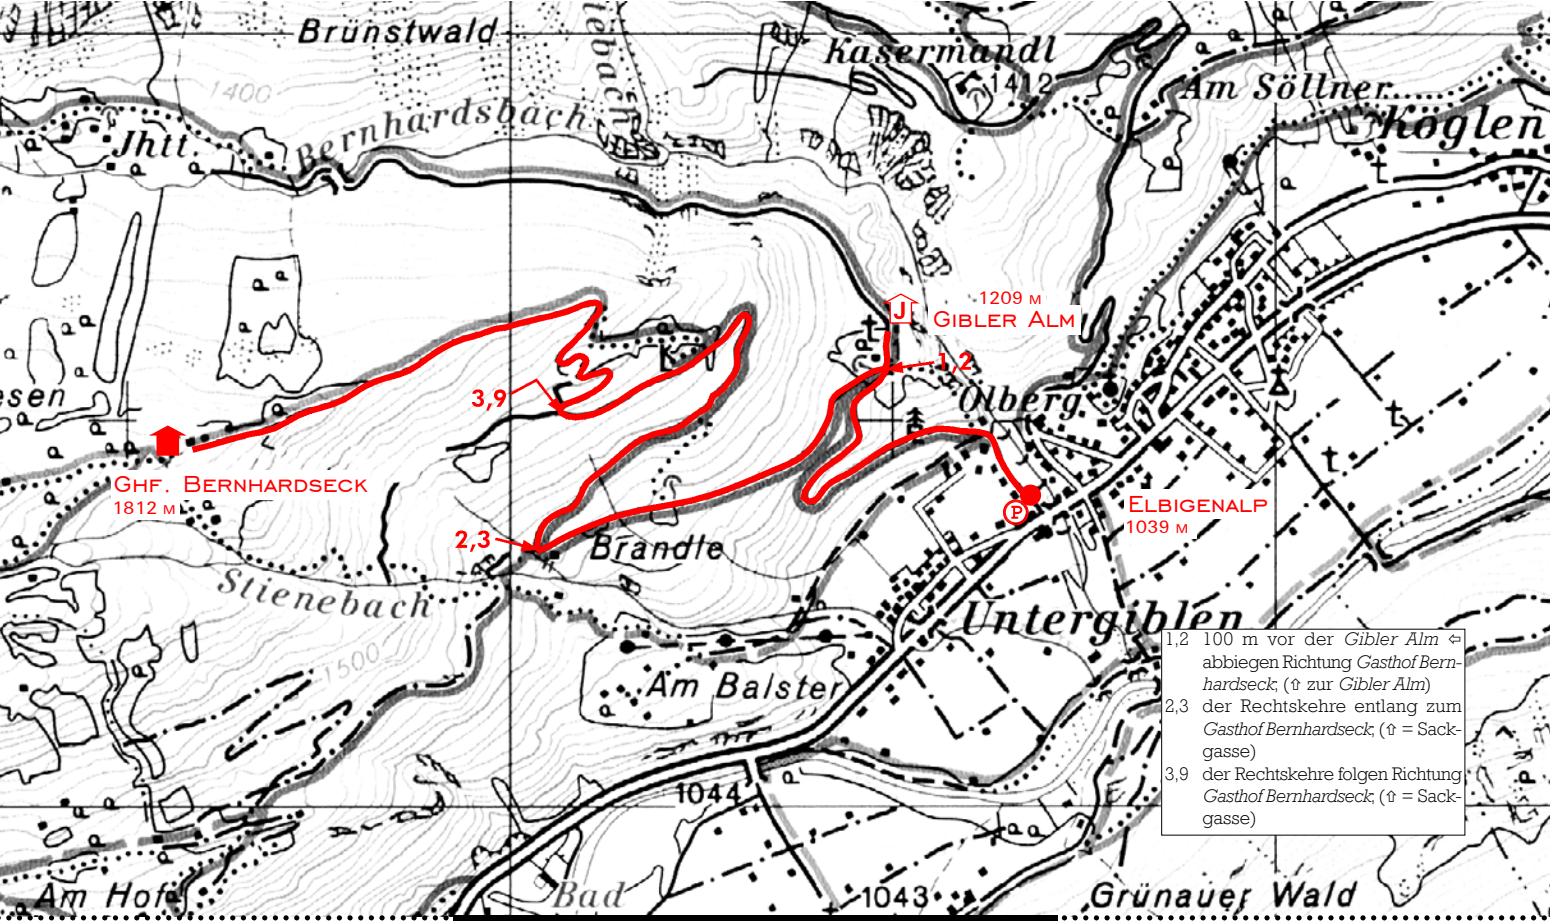 Brunstwald
Kasermandl
1412
Am Söllner
Köglen
1400
Bernhardsbach
Jhtt
1209 M
GIBLER ALM
J
1,2
3,9
K
Ölberg
GHF. BERNHARDSECK
1812 M
P
ELBIGENALP
1039 M
2,3
Brandle
Stienebach
Untergiblen
1500
Am Balster
1,2 100 m vor der Gibler Alm ⇦
abbiegen Richtung Gasthof Bern-
hardseck; (⇧ zur Gibler Alm)
2,3 der Rechtskehre entlang zum
Gasthof Bernhardseck; (⇧ = Sack-
gasse)
3,9 der Rechtskehre folgen Richtung
Gasthof Bernhardseck; (⇧ = Sack-
gasse)
1044
Am Hof
Bad
1043
Grünauer Wald